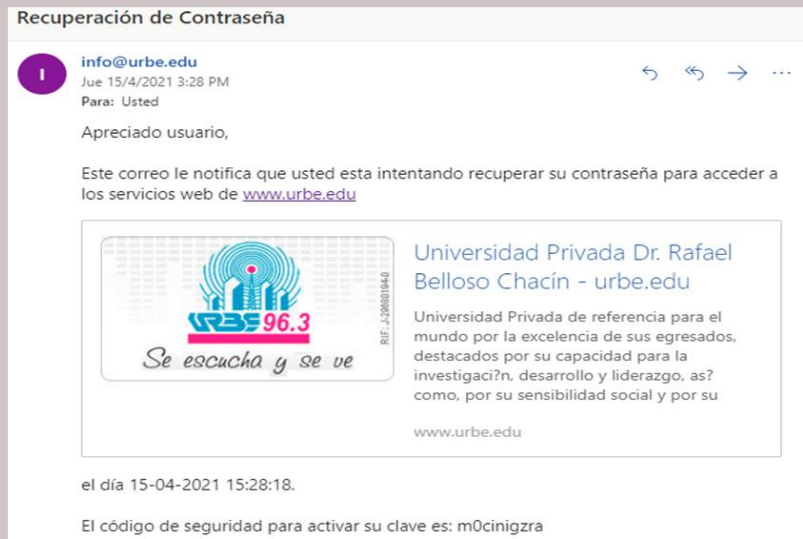 Recuperación de Contraseña
I
info@urbe.edu
Jue 15/4/2021 3:28 PM
Para: Usted
Apreciado usuario,
Este correo le notifica que usted esta intentando recuperar su contraseña para acceder a
los servicios web de www.urbe.edu
URBE 96.3
Se escucha y se ve
RIF: J-29680194-0
Universidad Privada Dr. Rafael
Belloso Chacín - urbe.edu
Universidad Privada de referencia para el
mundo por la excelencia de sus egresados,
destacados por su capacidad para la
investigaci?n, desarrollo y liderazgo, as?
como, por su sensibilidad social y por su
www.urbe.edu
el día 15-04-2021 15:28:18.
El código de seguridad para activar su clave es: m0cinigzra